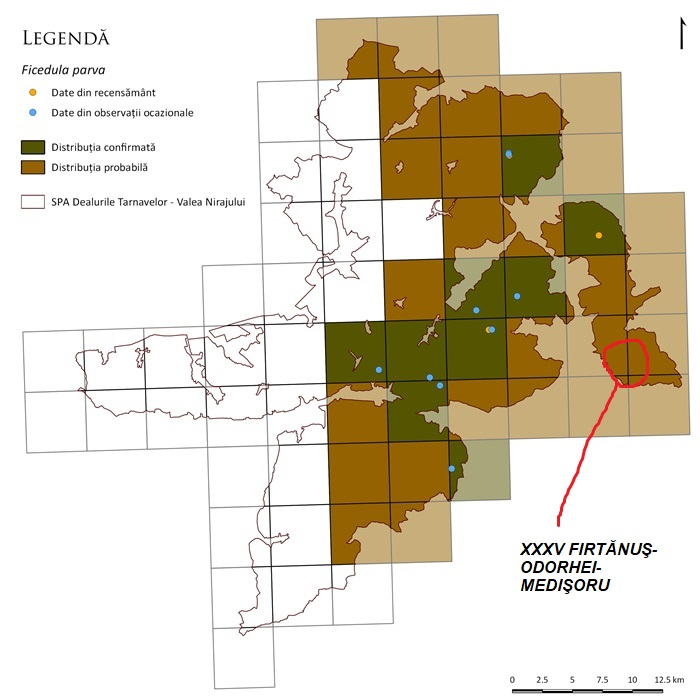 LEGENDĂ
Ficedula parva
Date din recensământ
Date din observații ocazionale
Distribuția confirmată
Distribuția probabilă
SPA Dealurile Tarnavelor - Valea Nirajului
XXXV FIRTĂNUŞ-
ODORHEI-
MEDIŞORU
0 2.5 5 7.5 10 12.5 km